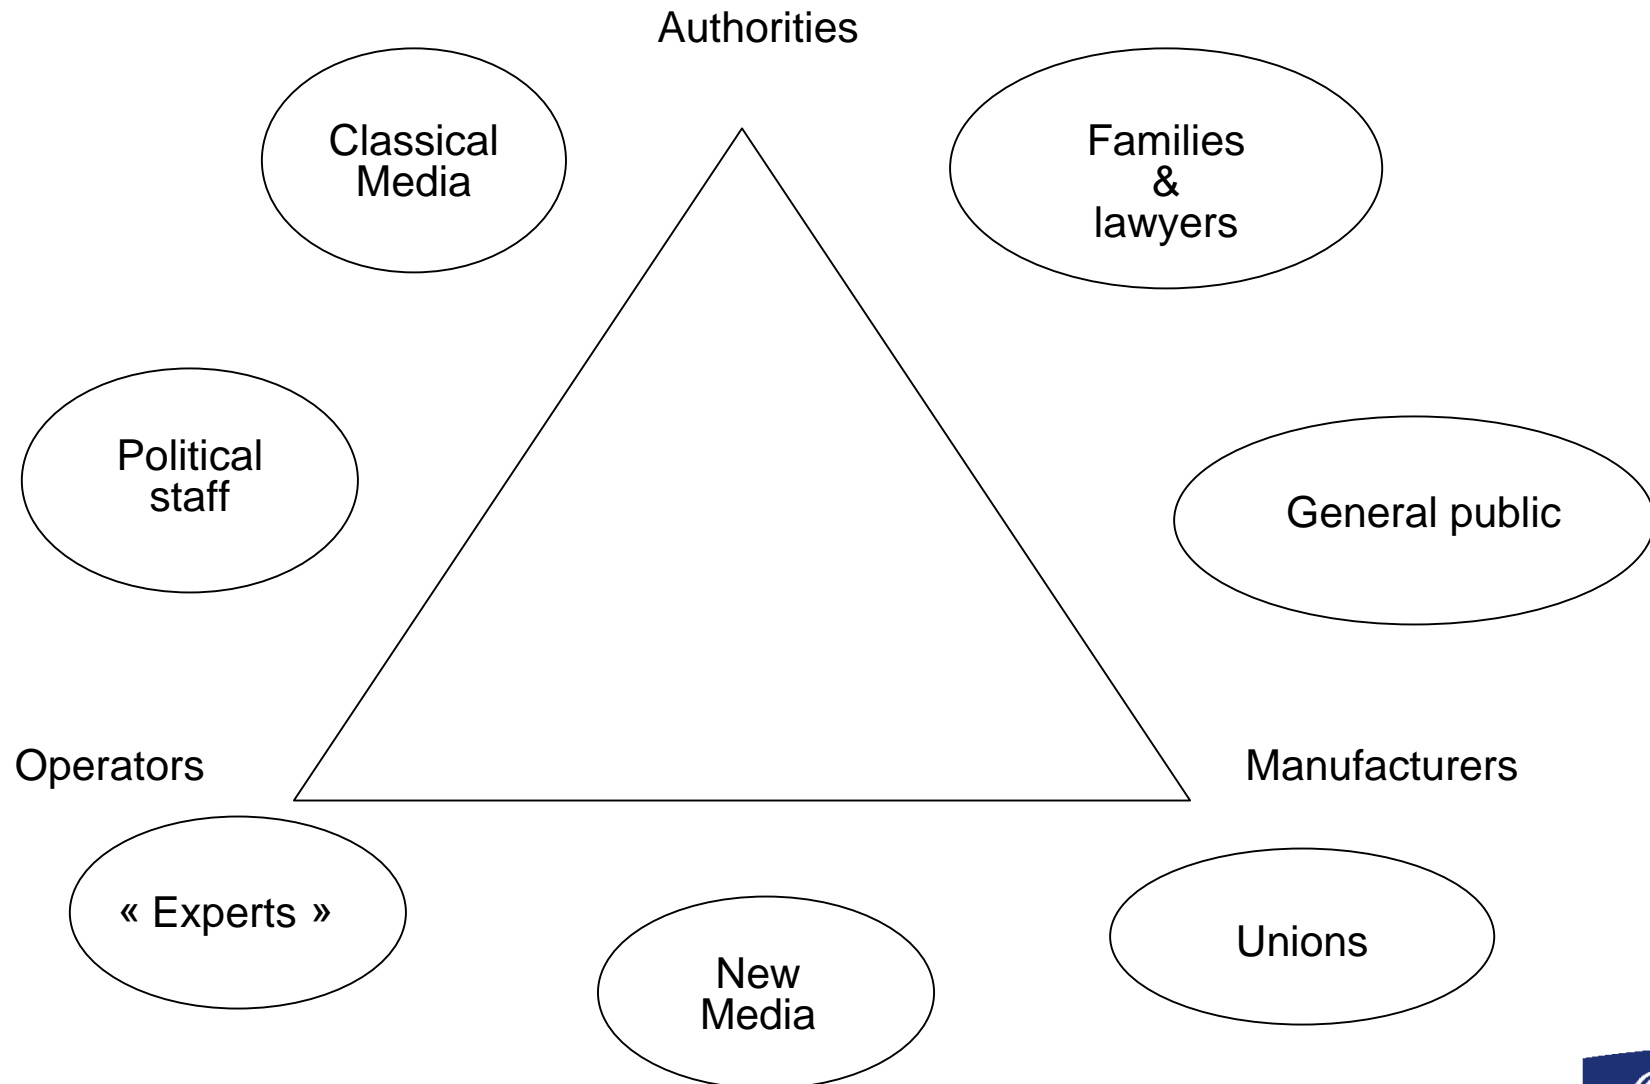 Authorities
Classical
Media
Families
&
lawyers
Political
staff
General public
Operators
Manufacturers
« Experts »
Unions
New
Media